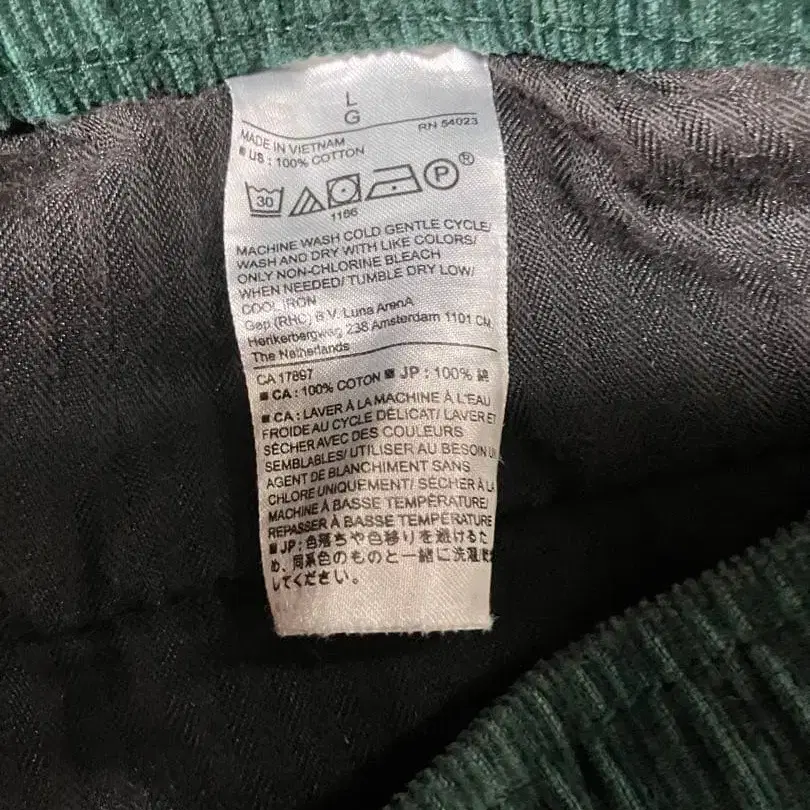 L
G
RN 54023
MADE IN VIETNAM
■ US : 100% COTTON
30 P ®
1166
MACHINE WASH COLD GENTLE CYCLE/
WASH AND DRY WITH LIKE COLORS/
ONLY NON-CHLORINE BLEACH
WHEN NEEDED/ TUMBLE DRY LOW/
COOL IRON
Gap (RHC) B.V. Luna ArenA
Herikerbergweg 238 Amsterdam 1101 CM,
The Netherlands
CA 17897
■ CA : 100% COTON ■ JP : 100% 綿
■ CA : LAVER À LA MACHINE À L'EAU
FROIDE AU CYCLE DÉLICAT/ LAVER ET
SÉCHER AVEC DES COULEURS
SEMBLABLES/ UTILISER AU BESOIN UN
AGENT DE BLANCHIMENT SANS
CHLORE UNIQUEMENT/ SÉCHER À LA
MACHINE À BASSE TEMPÉRATURE/
REPASSER À BASSE TEMPÉRATURE
■ JP : 色落ちや色移りを避けるた
め、同系色のものと一緒に洗濯
してください。